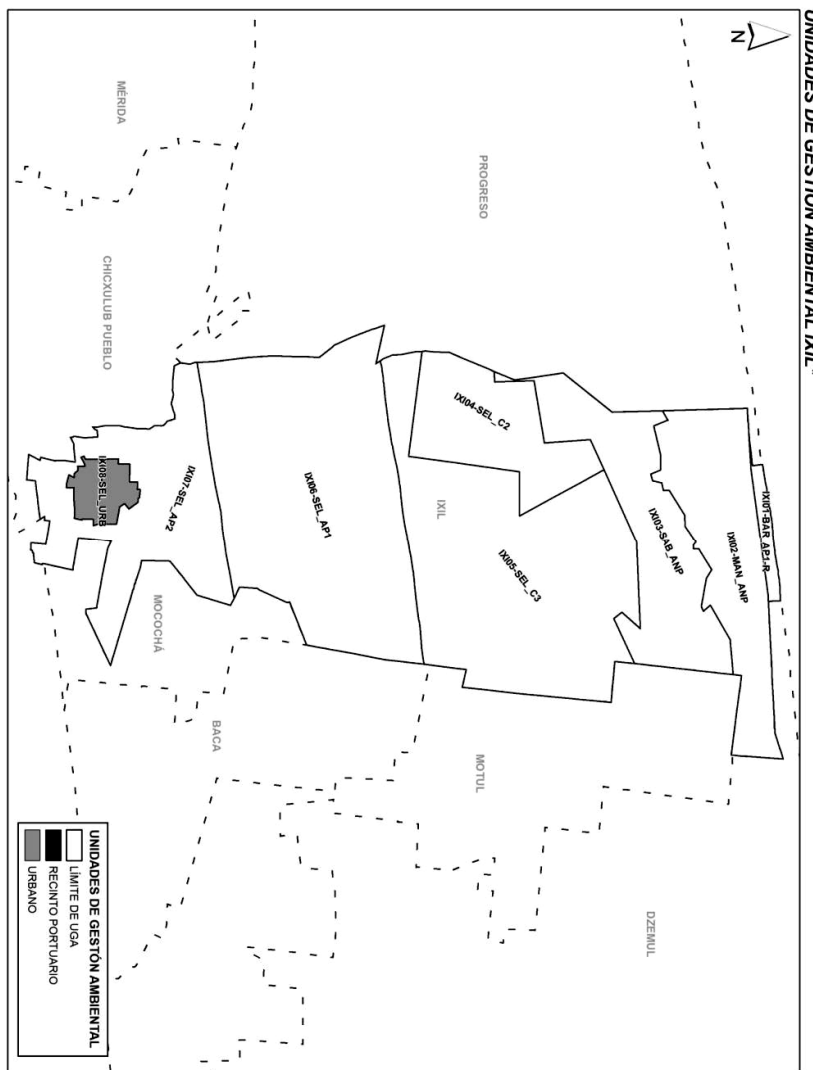 UNIDADES DE GESTIÓN AMBIENTAL IXIL
N
MÉRIDA
PROGRESO
CHICXULUB PUEBLO
IXI01-BAR_AP1-R
IXI02-MAN_ANP
IXI03-SAB_ANP
IXI04-SEL_C2
IXIL
IXI05-SEL_C3
IXI06-SEL_AP1
IXI07-SEL_AP2
IXI08-SEL_URB
MOCOCHÁ
BACA
MOTUL
DZEMUL
UNIDADES DE GESTÓN AMBIENTAL
LÍMITE DE UGA
RECINTO PORTUARIO
URBANO